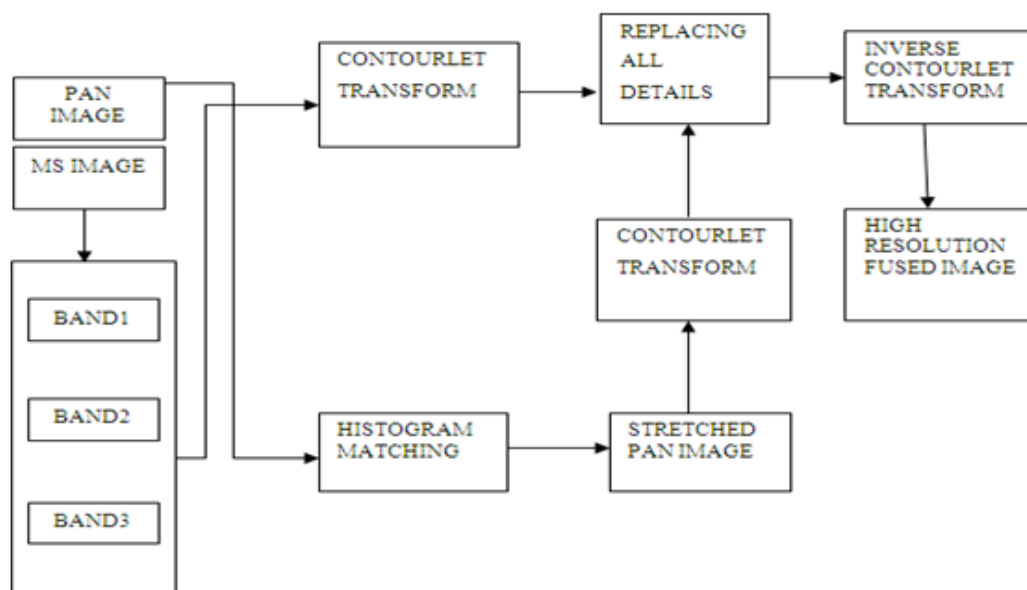 PAN
IMAGE
MS IMAGE
BAND1
BAND2
BAND3
CONTOURLET
TRANSFORM
HISTOGRAM
MATCHING
REPLACING
ALL
DETAILS
CONTOURLET
TRANSFORM
STRETCHED
PAN IMAGE
INVERSE
CONTOURLET
TRANSFORM
HIGH
RESOLUTION
FUSED IMAGE